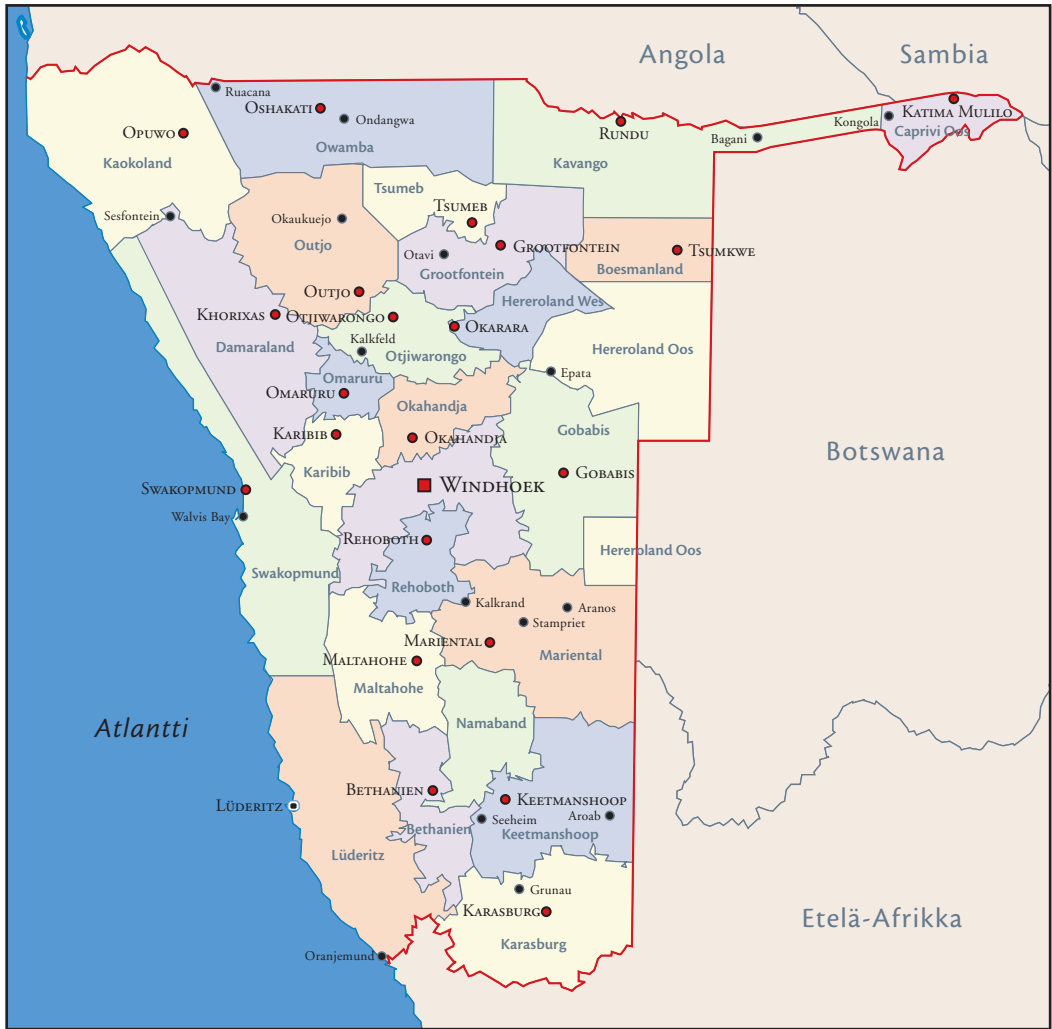 Angola
Sambia
Ruacana
Oshakati
Ondangwa
Owamba
Opuwo
Kaokoland
Rundu
Kavango
Bagani
Kongola
Katima Mulilo
Caprivi Oos
Tsumeb
Tsumeb
Sesfontein
Okaukuejo
Outjo
Outjo
Otavi
Grootfontein
Grootfontein
Tsumkwe
Boesmanland
Hereroland Wes
Khorixas
Otjiwarongo
Okarara
Damaraland
Kalkfeld
Otjiwarongo
Hereroland Oos
Epata
Omaruru
Omaruru
Okahandja
Okahandja
Karibib
Karibib
Gobabis
Gobabis
Botswana
Windhoek
Swakopmund
Walvis Bay
Rehoboth
Rehoboth
Hereroland Oos
Swakopmund
Kalkrand
Aranos
Stampriet
Mariental
Mariental
Maltahohe
Maltahohe
Atlantti
Namaband
Bethanien
Bethanien
Lüderitz
Lüderitz
Keetmanshoop
Seeheim
Aroab
Keetmanshoop
Grunau
Karasburg
Karasburg
Oranjemund
Etelä-Afrikka